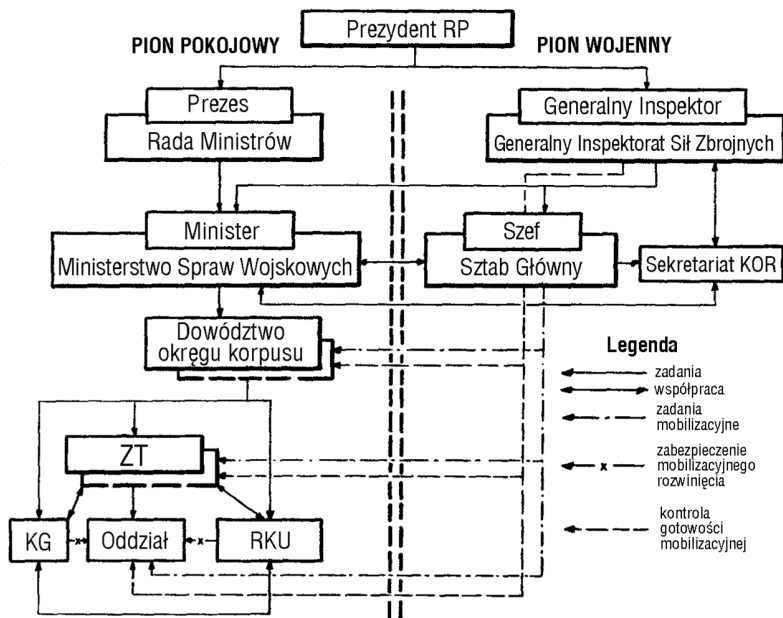 Prezydent RP
PION POKOJOWY
PION WOJENNY
Prezes
Rada Ministrów
Generalny Inspektor
Generalny Inspektorat Sił Zbrojnych
Minister
Ministerstwo Spraw Wojskowych
Szef
Sztab Główny
Sekretariat KOR
Dowództwo
okręgu korpusu
Legenda
zadania
współpraca
zadania
mobilizacyjne
x
zabezpieczenie
mobilizacyjnego
rozwinięcia
kontrola
gotowości
mobilizacyjnej
ZT
KG
x
Oddział
x
RKU